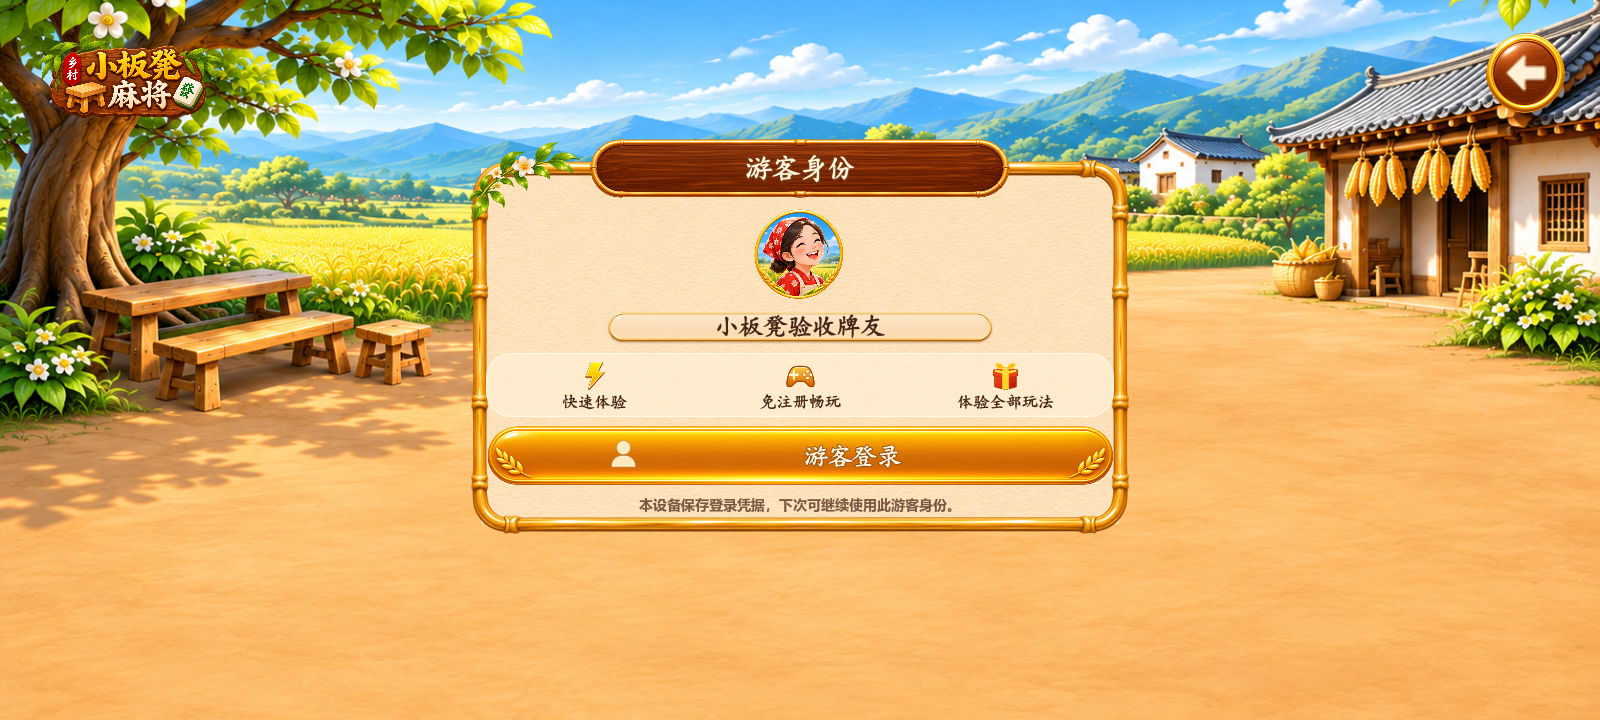 乡村
小板凳
麻将
發
游客身份
小板凳验收牌友
快速体验
免注册畅玩
体验全部玩法
游客登录
本设备保存登录凭据，下次可继续使用此游客身份。